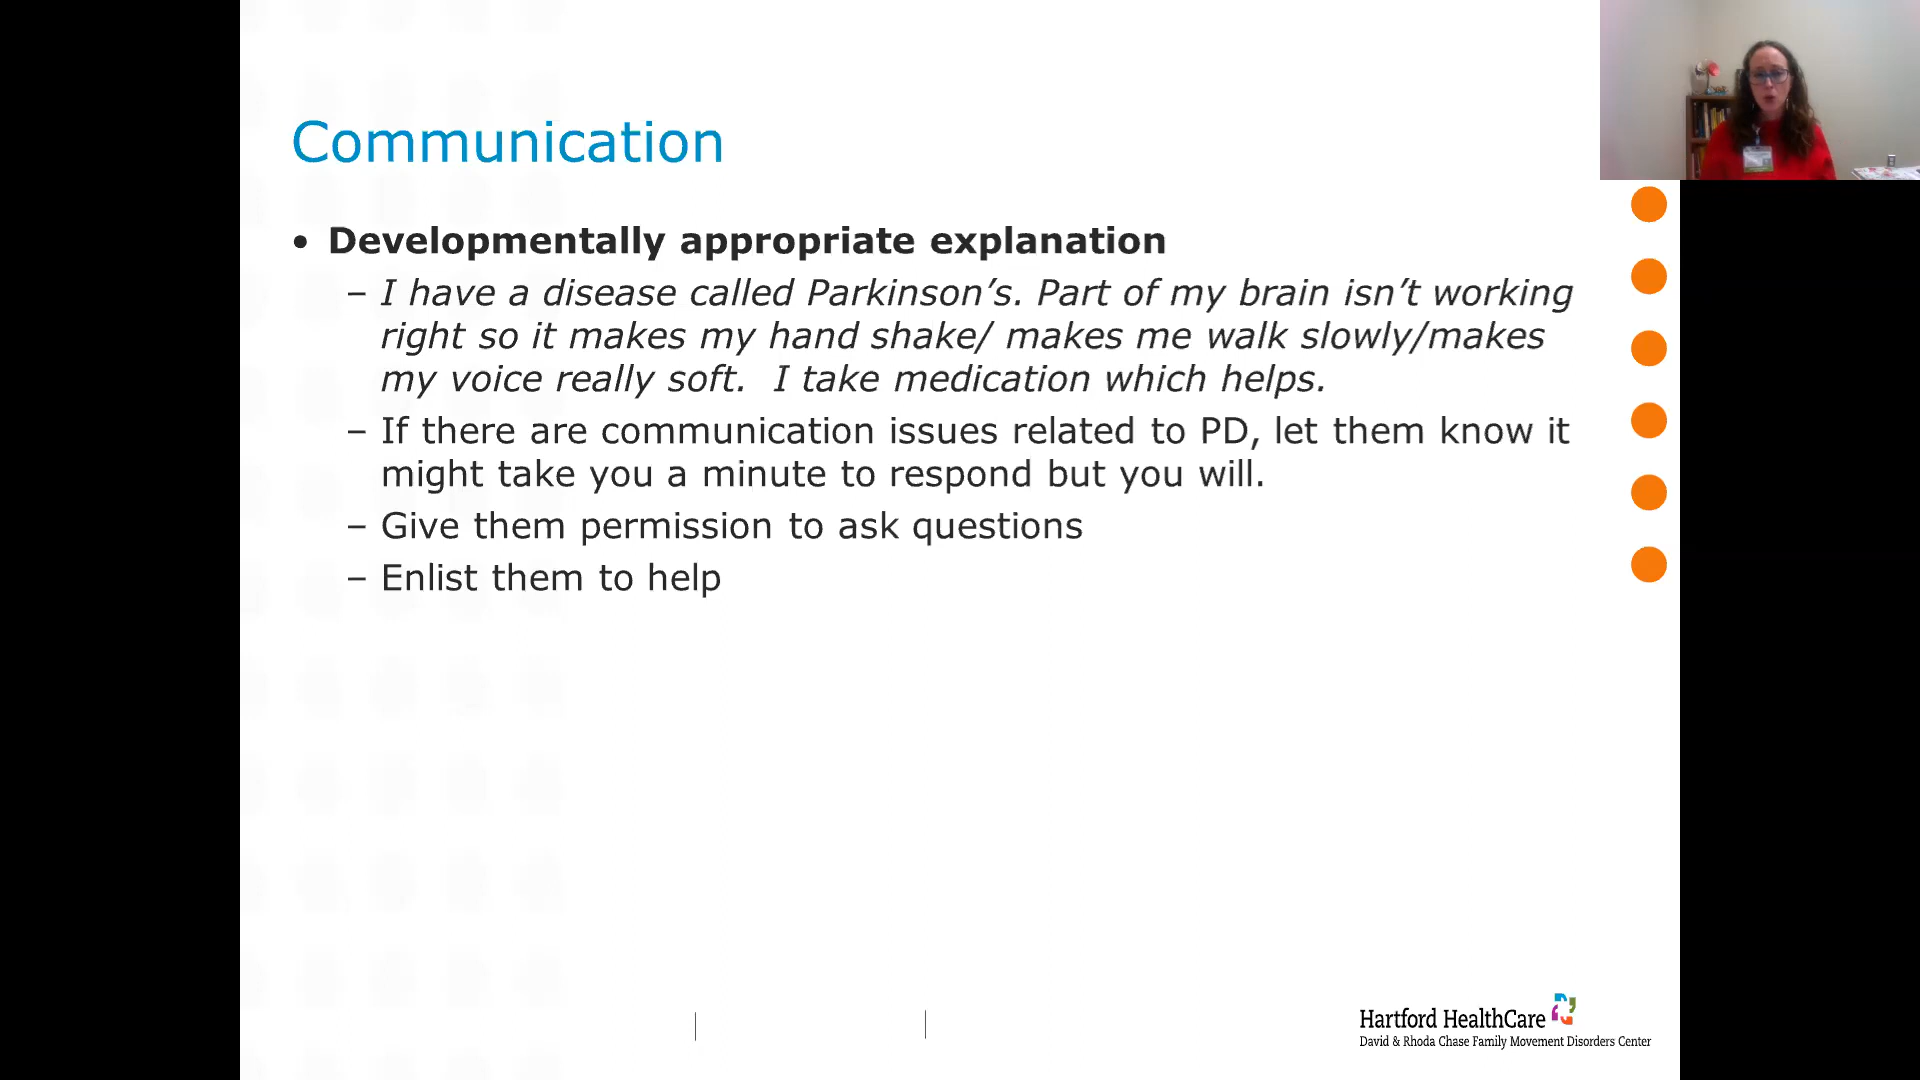 Communication
• Developmentally appropriate explanation
– I have a disease called Parkinson’s. Part of my brain isn’t working
right so it makes my hand shake/ makes me walk slowly/makes
my voice really soft.  I take medication which helps.
– If there are communication issues related to PD, let them know it
might take you a minute to respond but you will.
– Give them permission to ask questions
– Enlist them to help
Hartford HealthCare
David & Rhoda Chase Family Movement Disorders Center